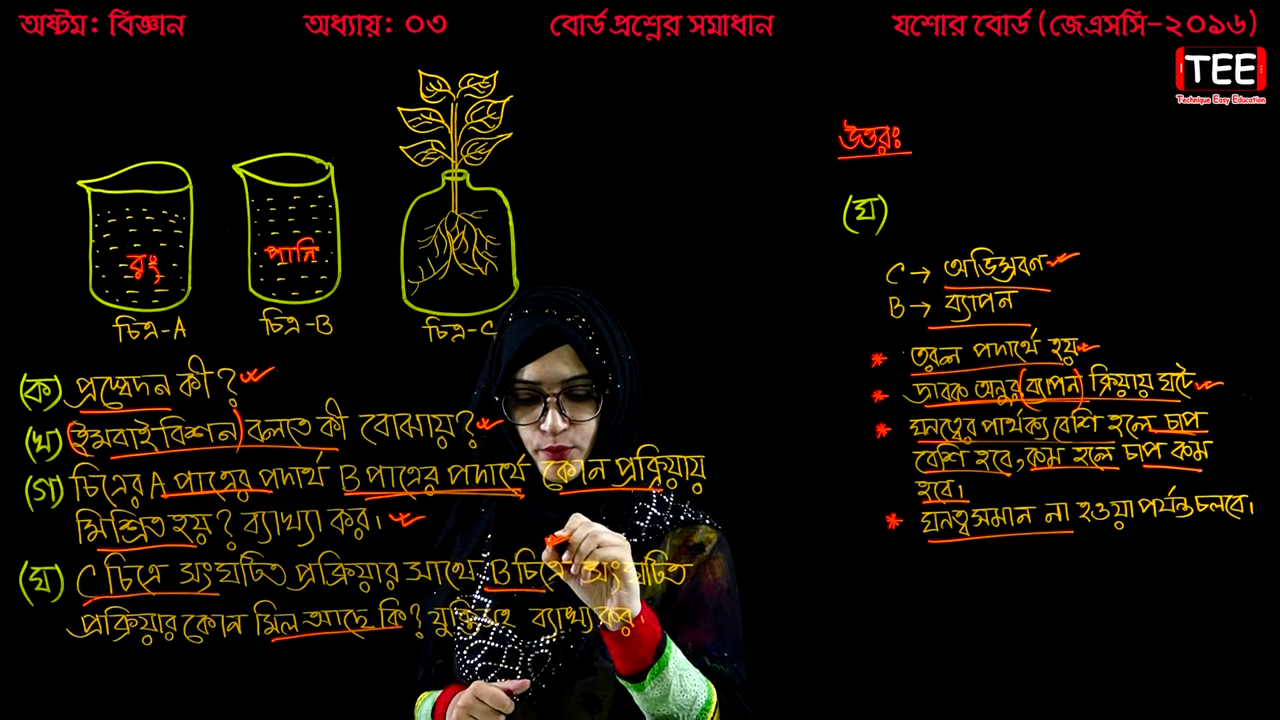 অষ্টম: বিজ্ঞান
অধ্যায়: ০৩
বোর্ড প্রশ্নের সমাধান
যশোর বোর্ড (জেএসসি-২০১৬)
TEE
Technique Easy Education
রং
পানি
চিত্র-A
চিত্র-B
চিত্র-C
(ক) প্রস্বেদন কী?
(খ) ইমবাইবিশন বলতে কী বোঝায়?
(গ) চিত্রের A পাত্রের পদার্থ B পাত্রের পদার্থে কোন প্রক্রিয়ায়
মিশ্রিত হয়? ব্যাখ্যা কর।
(ঘ) C চিত্রে সংঘটিত প্রক্রিয়ার সাথে B চিত্রে সংঘটিত
প্রক্রিয়ার কোন মিল আছে কি? যুক্তিসহ ব্যাখ্যা কর।
উত্তরঃ
(ঘ)
C → অভিস্রবণ
B → ব্যাপন
* তরল পদার্থে হয়
* দ্রাবক অনুর (ব্যাপন) ক্রিয়ায় ঘটে
* ঘনত্বের পার্থক্য বেশি হলে চাপ
বেশি হবে, কম হলে চাপ কম
হবে।
* ঘনত্ব সমান না হওয়া পর্যন্ত চলবে।